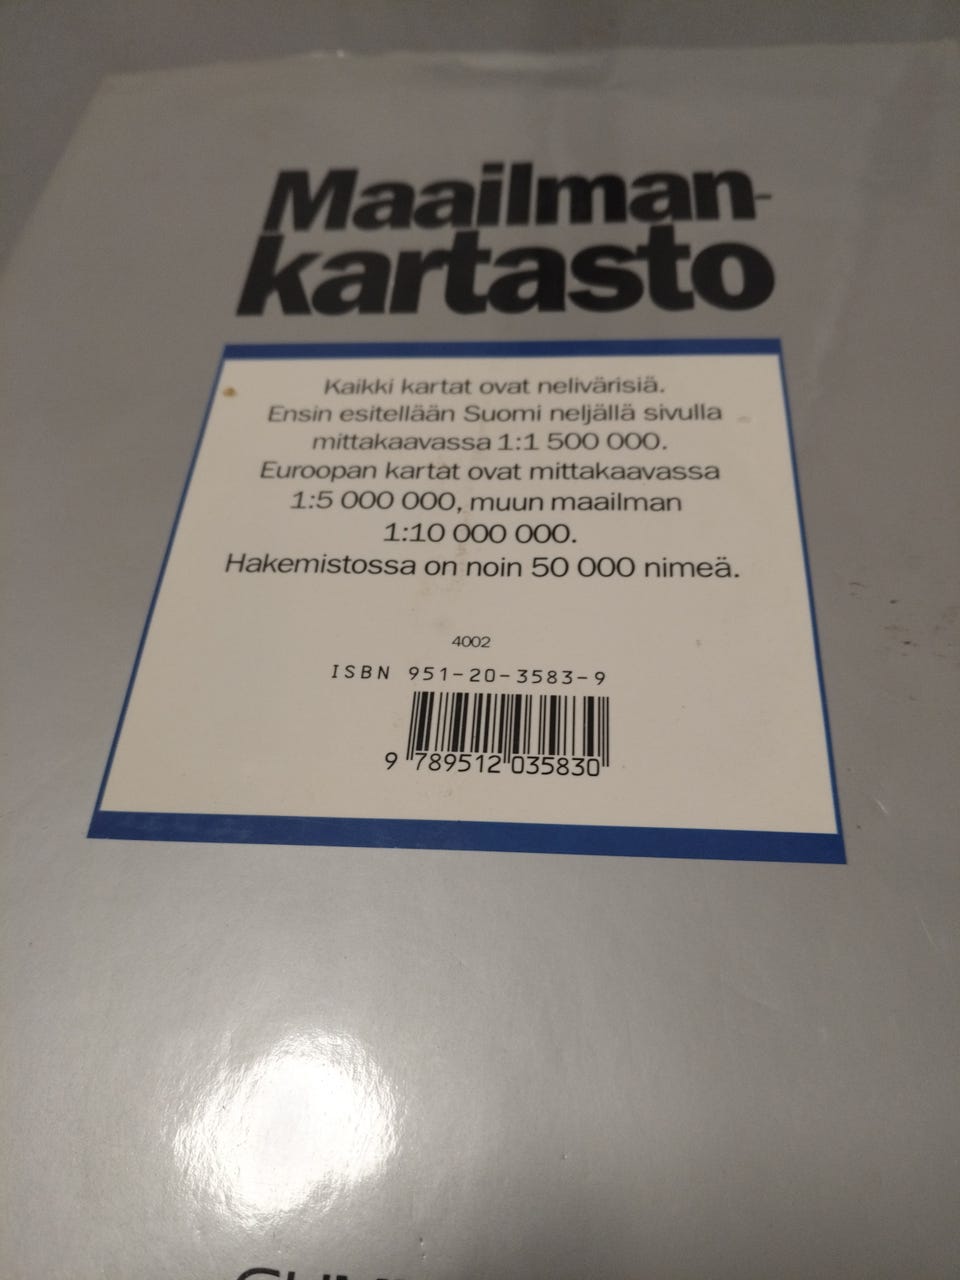 Maailman-
kartasto
Kaikki kartat ovat nelivärisiä.
Ensin esitellään Suomi neljällä sivulla
mittakaavassa 1:1 500 000.
Euroopan kartat ovat mittakaavassa
1:5 000 000, muun maailman
1:10 000 000.
Hakemistossa on noin 50 000 nimeä.
4002
ISBN 951-20-3583-9
9 789512 035830